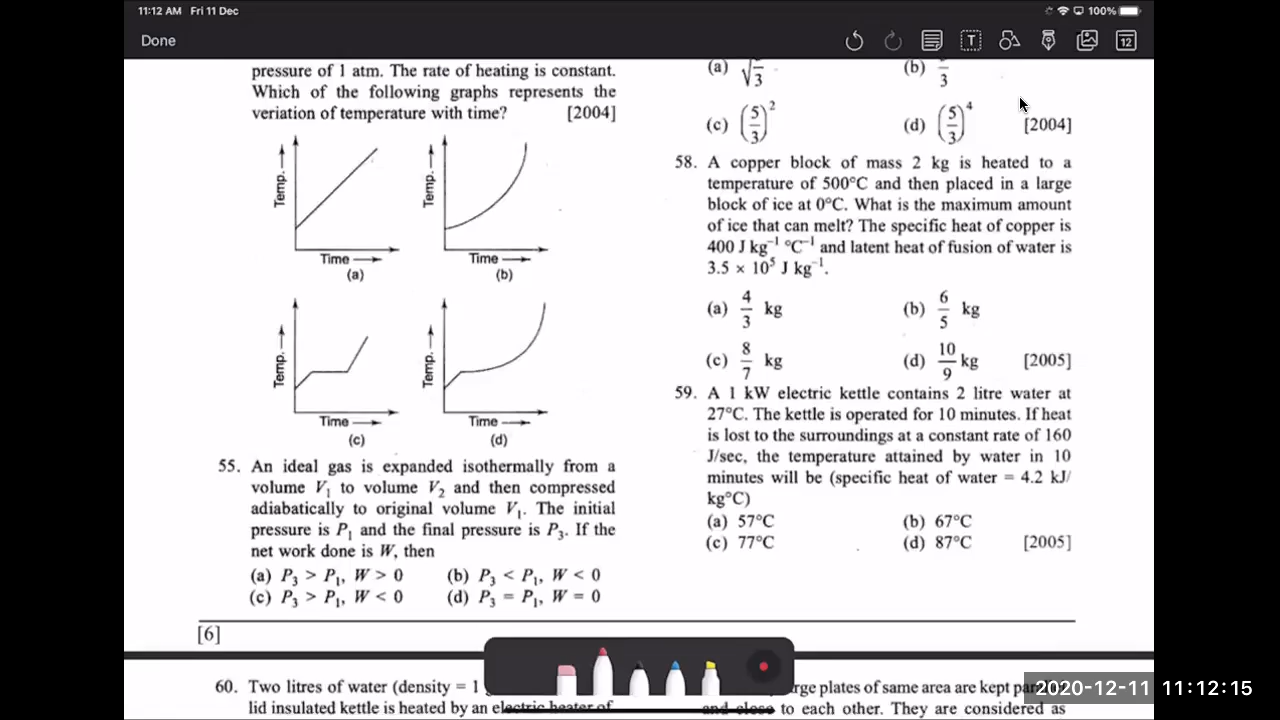 11:12 AM Fri 11 Dec
100%
Done
T
12
pressure of 1 atm. The rate of heating is constant.
Which of the following graphs represents the
variation of temperature with time? [2004]
Temp. Time (a)
Temp. Time (b)
Temp. Time (c)
Temp. Time (d)
55. An ideal gas is expanded isothermally from a
volume V₁ to volume V₂ and then compressed
adiabatically to original volume V₁. The initial
pressure is P₁ and the final pressure is P₃. If the
net work done is W, then
(a) P₃ > P₁, W > 0 (b) P₃ < P₁, W < 0
(c) P₃ > P₁, W < 0 (d) P₃ = P₁, W = 0
[6]
60. Two litres of water (density = 1
lid insulated kettle is heated by an electric heater of
(a) (b)
(c) (5/3)² (d) (5/3)⁴ [2004]
58. A copper block of mass 2 kg is heated to a
temperature of 500°C and then placed in a large
block of ice at 0°C. What is the maximum amount
of ice that can melt? The specific heat of copper is
400 J kg⁻¹ °C⁻¹ and latent heat of fusion of water is
3.5 × 10⁵ J kg⁻¹.
(a) 4/3 kg (b) 6/5 kg
(c) 8/7 kg (d) 10/9 kg [2005]
59. A 1 kW electric kettle contains 2 litre water at
27°C. The kettle is operated for 10 minutes. If heat
is lost to the surroundings at a constant rate of 160
J/sec, the temperature attained by water in 10
minutes will be (specific heat of water = 4.2 kJ/
kg°C)
(a) 57°C (b) 67°C
(c) 77°C (d) 87°C [2005]
plates of same area are kept
and close to each other. They are considered as
2020-12-11 11:12:15